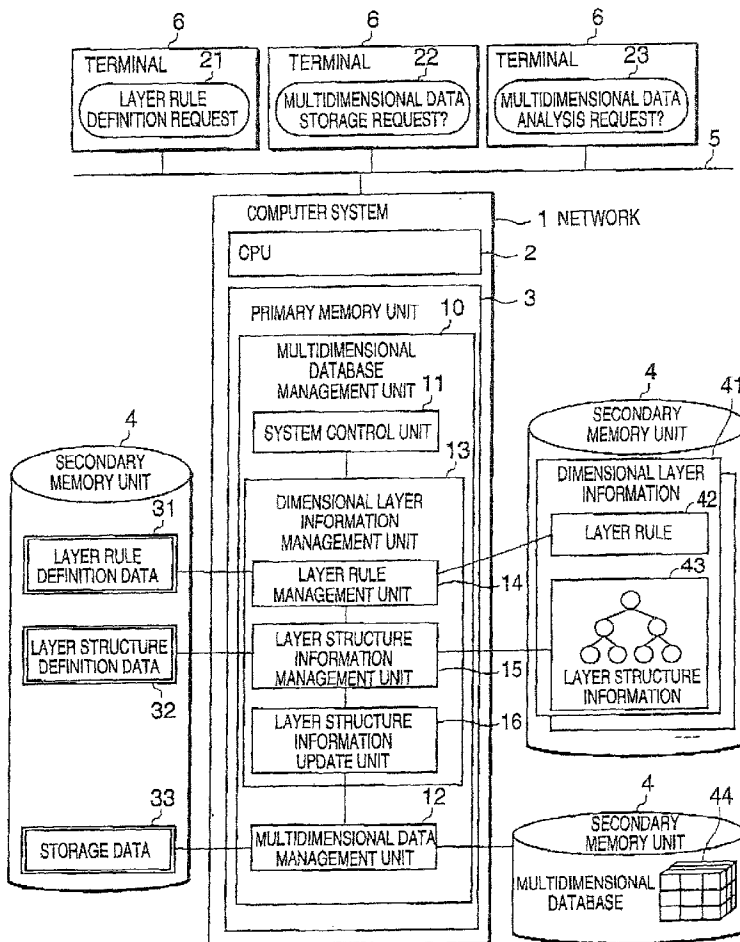 6 6 6
TERMINAL TERMINAL TERMINAL
21 22 23
LAYER RULE
DEFINITION REQUEST
MULTIDIMENSIONAL DATA
STORAGE REQUEST?
MULTIDIMENSIONAL DATA
ANALYSIS REQUEST?
5
COMPUTER SYSTEM
1 NETWORK
CPU
2
3
PRIMARY MEMORY UNIT
10
MULTIDIMENSIONAL
DATABASE
MANAGEMENT UNIT
11
SYSTEM CONTROL UNIT
13
DIMENSIONAL LAYER
INFORMATION
MANAGEMENT UNIT
LAYER RULE
MANAGEMENT UNIT
14
LAYER STRUCTURE
INFORMATION
MANAGEMENT UNIT
15
LAYER STRUCTURE
INFORMATION
UPDATE UNIT
16
12
MULTIDIMENSIONAL DATA
MANAGEMENT UNIT
4
SECONDARY
MEMORY UNIT
31
LAYER RULE
DEFINITION DATA
LAYER STRUCTURE
DEFINITION DATA
32
33
STORAGE DATA
4
41
SECONDARY
MEMORY UNIT
DIMENSIONAL LAYER
INFORMATION
42
LAYER RULE
43
LAYER STRUCTURE
INFORMATION
4
44
SECONDARY
MEMORY UNIT
MULTIDIMENSIONAL
DATABASE